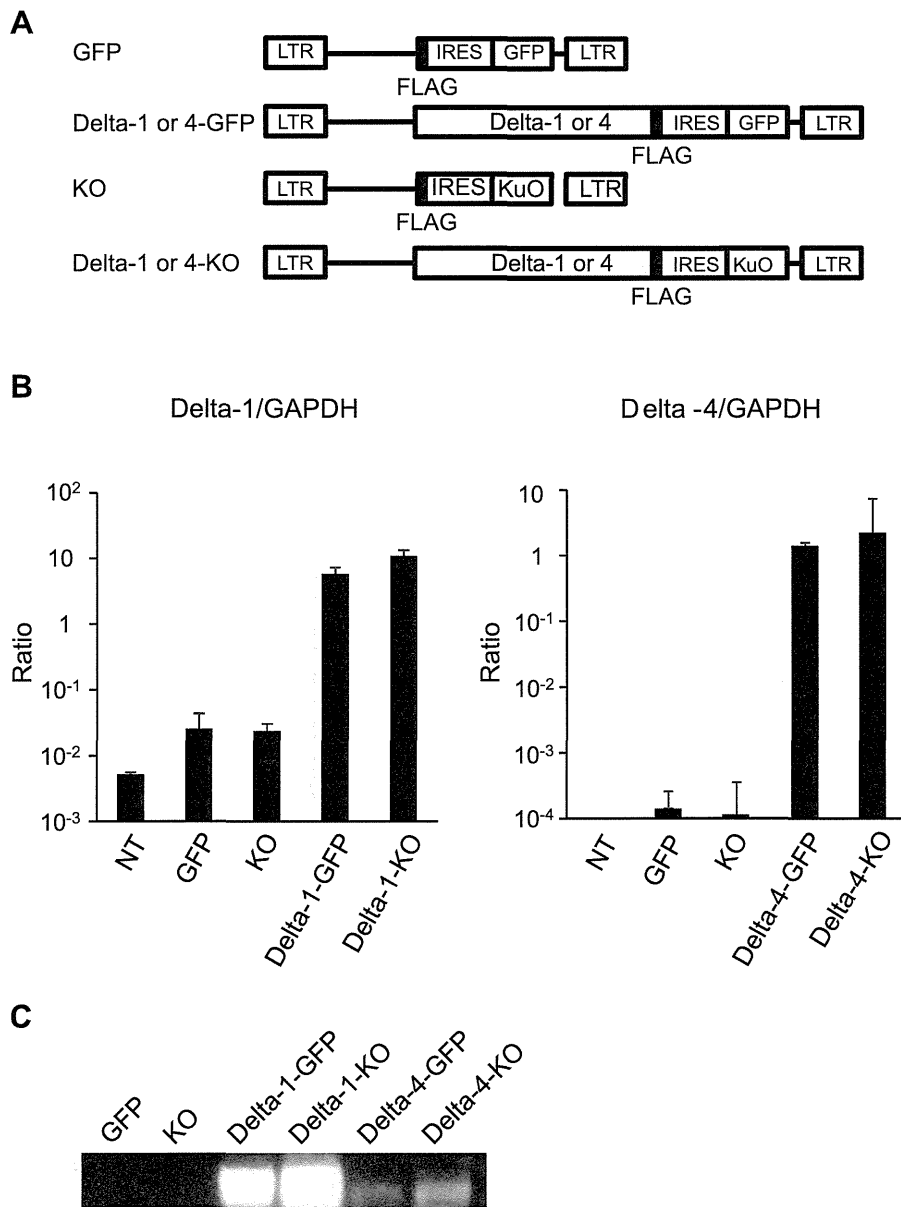 A
GFP LTR IRES GFP LTR
FLAG
Delta-1 or 4-GFP LTR Delta-1 or 4 IRES GFP LTR
FLAG
KO LTR IRES KuO LTR
FLAG
Delta-1 or 4-KO LTR Delta-1 or 4 IRES KuO LTR
FLAG
B
Delta-1/GAPDH
Ratio
10²
10
1
10⁻¹
10⁻²
10⁻³
NT
GFP
KO
Delta-1-GFP
Delta-1-KO
Delta -4/GAPDH
Ratio
10
1
10⁻¹
10⁻²
10⁻³
10⁻⁴
NT
GFP
KO
Delta-4-GFP
Delta-4-KO
C
GFP
KO
Delta-1-GFP
Delta-1-KO
Delta-4-GFP
Delta-4-KO